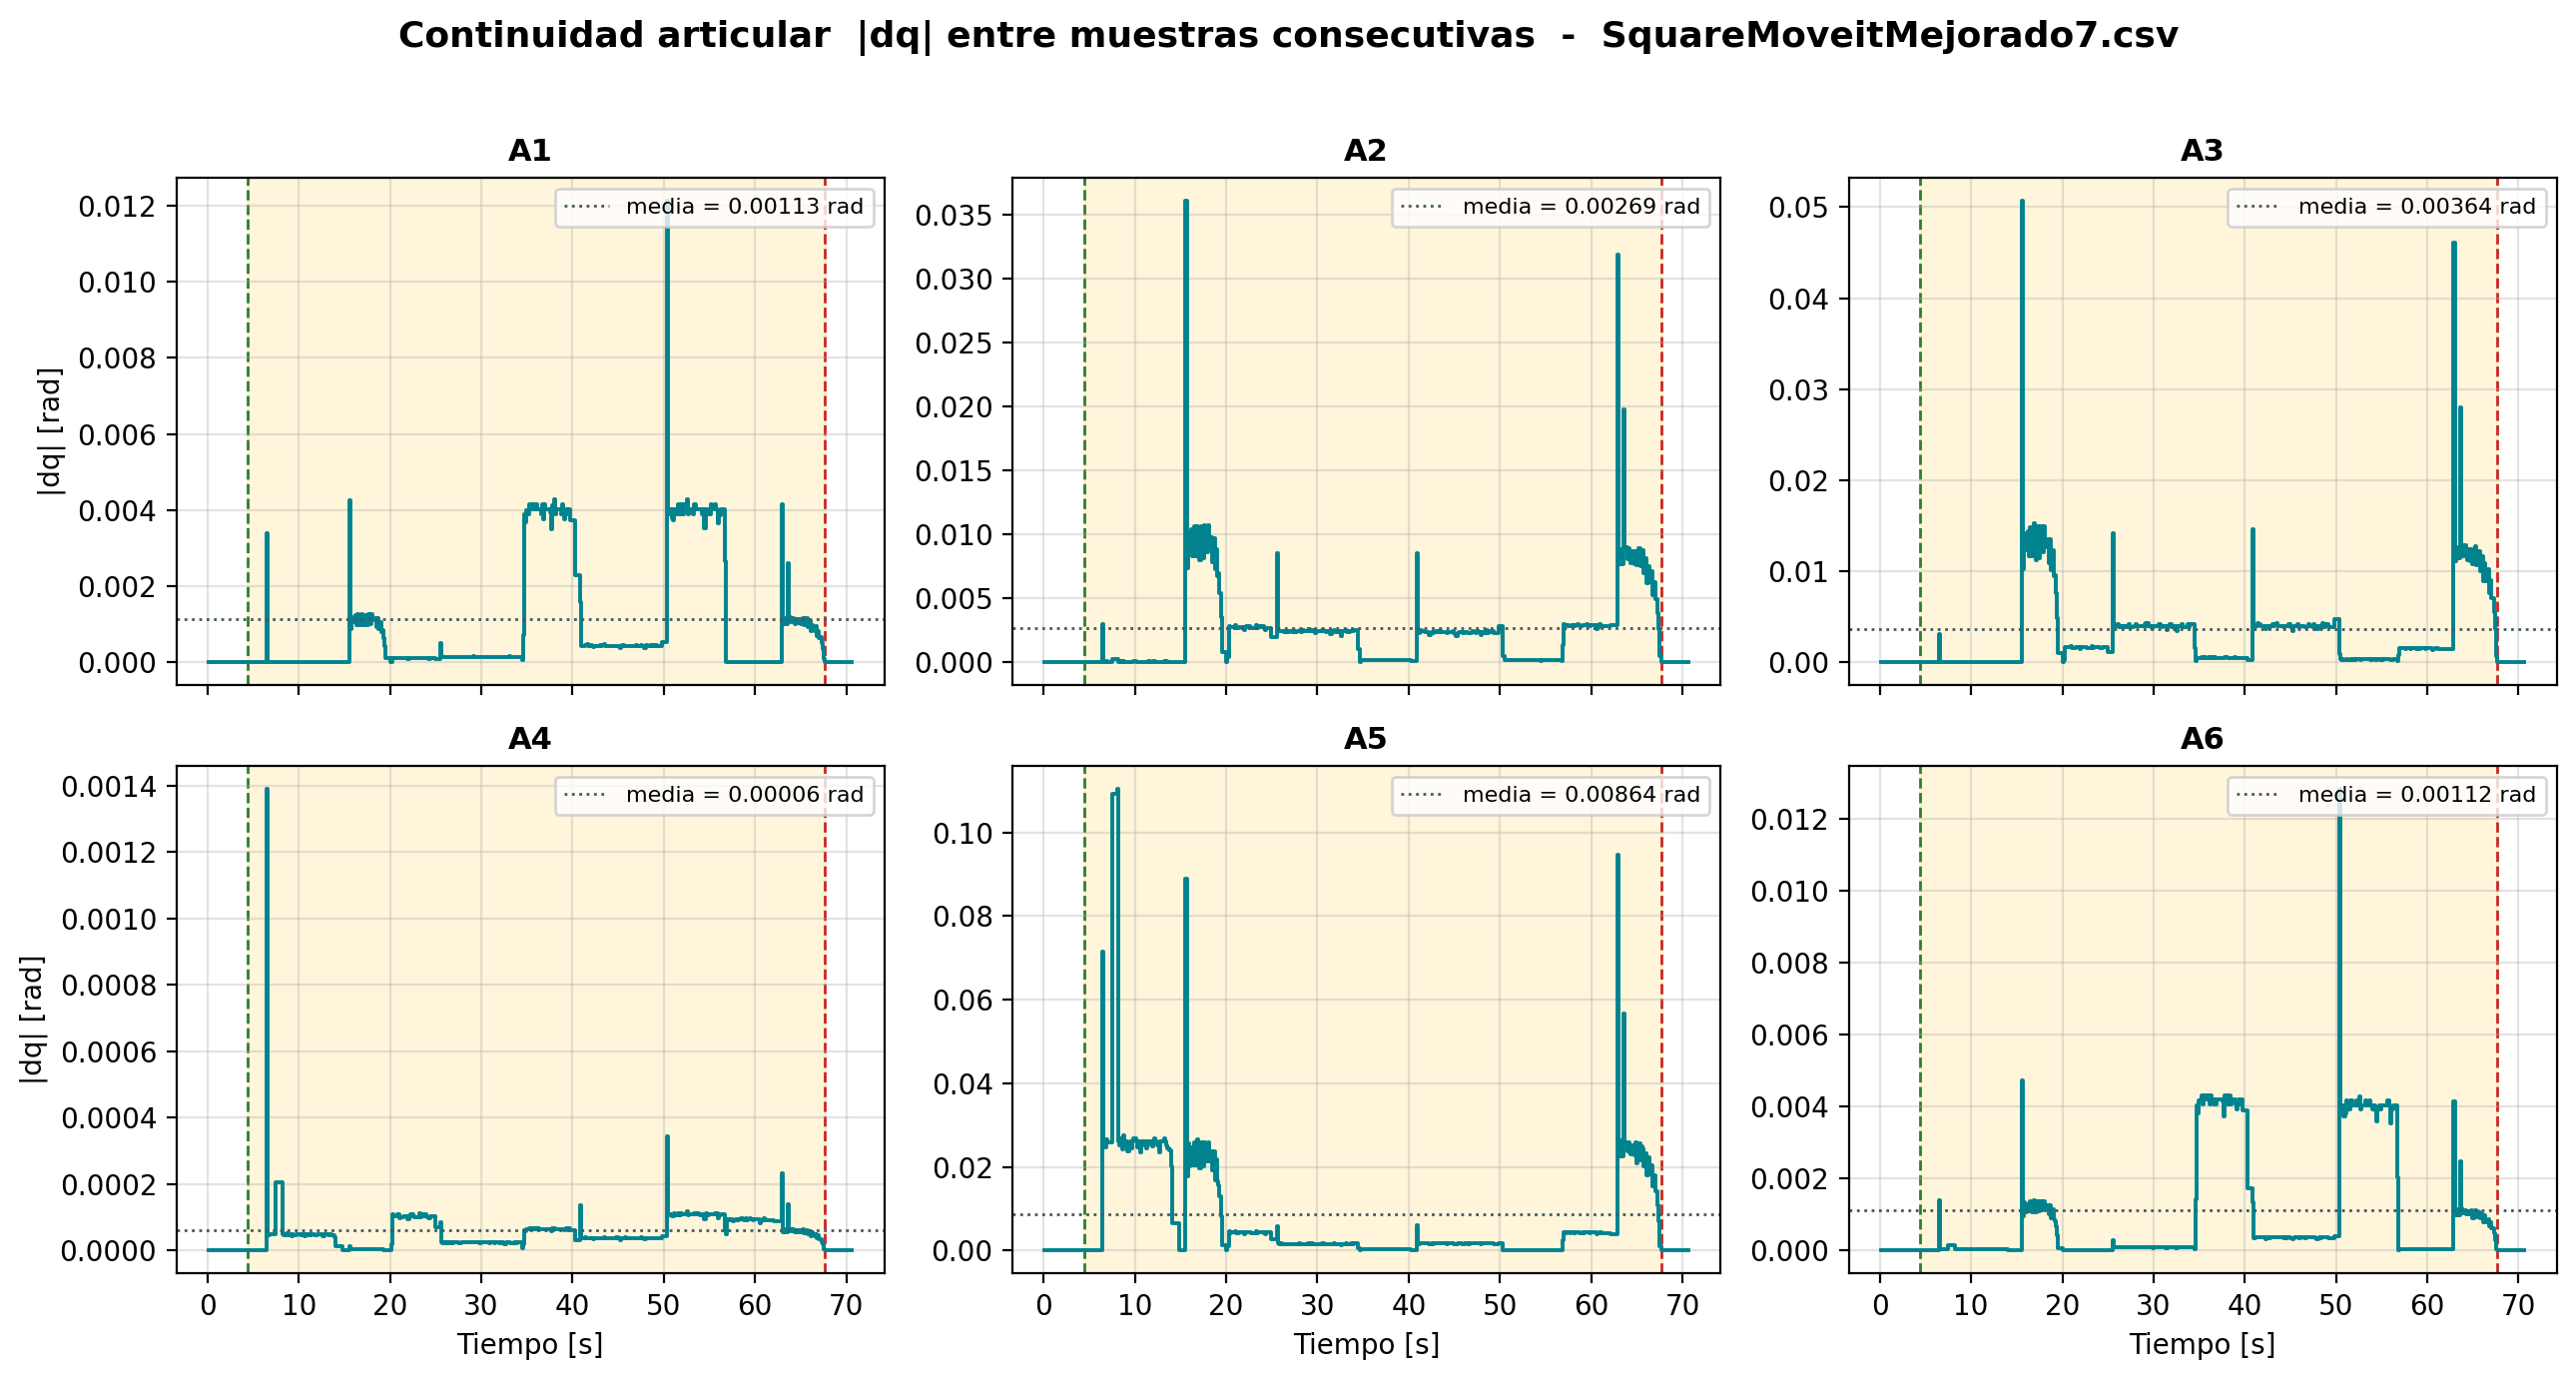 Continuidad articular  |dq| entre muestras consecutivas  -  SquareMoveitMejorado7.csv
A1
A2
A3
media = 0.00113 rad
media = 0.00269 rad
media = 0.00364 rad
|dq| [rad]
0.012
0.010
0.008
0.006
0.004
0.002
0.000
0.035
0.030
0.025
0.020
0.015
0.010
0.005
0.000
0.05
0.04
0.03
0.02
0.01
0.00
A4
A5
A6
media = 0.00006 rad
media = 0.00864 rad
media = 0.00112 rad
|dq| [rad]
0.0014
0.0012
0.0010
0.0008
0.0006
0.0004
0.0002
0.0000
0.10
0.08
0.06
0.04
0.02
0.00
0.012
0.010
0.008
0.006
0.004
0.002
0.000
0 10 20 30 40 50 60 70
0 10 20 30 40 50 60 70
0 10 20 30 40 50 60 70
Tiempo [s]
Tiempo [s]
Tiempo [s]